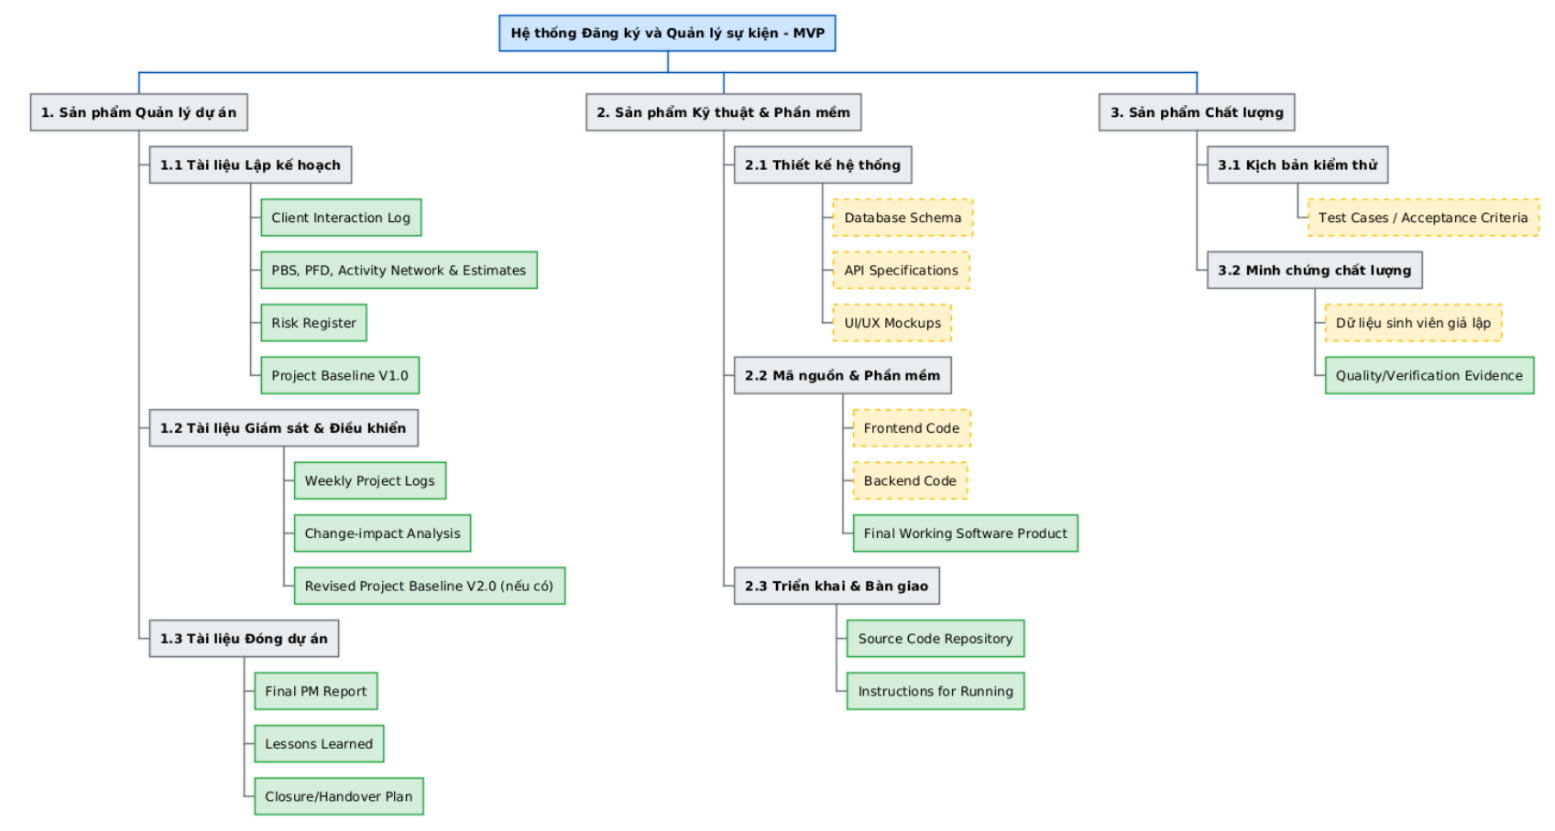 Hệ thống Đăng ký và Quản lý sự kiện - MVP
1. Sản phẩm Quản lý dự án
1.1 Tài liệu Lập kế hoạch
Client Interaction Log
PBS, PFD, Activity Network & Estimates
Risk Register
Project Baseline V1.0
1.2 Tài liệu Giám sát & Điều khiển
Weekly Project Logs
Change-impact Analysis
Revised Project Baseline V2.0 (nếu có)
1.3 Tài liệu Đóng dự án
Final PM Report
Lessons Learned
Closure/Handover Plan
2. Sản phẩm Kỹ thuật & Phần mềm
2.1 Thiết kế hệ thống
Database Schema
API Specifications
UI/UX Mockups
2.2 Mã nguồn & Phần mềm
Frontend Code
Backend Code
Final Working Software Product
2.3 Triển khai & Bàn giao
Source Code Repository
Instructions for Running
3. Sản phẩm Chất lượng
3.1 Kịch bản kiểm thử
Test Cases / Acceptance Criteria
3.2 Minh chứng chất lượng
Dữ liệu sinh viên giả lập
Quality/Verification Evidence